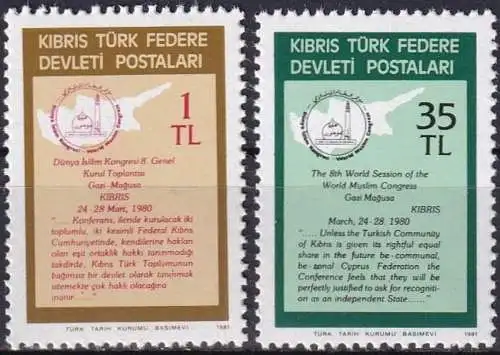 KIBRIS TÜRK FEDERE
DEVLETİ POSTALARI
1
TL
Dünya İslâm Kongresi 8. Genel
Kurul Toplantısı
Gazi-Mağusa
KIBRIS
24-28 Mart, 1980
"..... Konferans, ileride kurulacak iki
toplumlu, iki kesimli Federal Kıbrıs
Cumhuriyetinde, kendilerine hakları
olan eşit ortaklık hakkı tanınmadığı
takdirde, Kıbrıs Türk Toplumunun
bağımsız bir devlet olarak tanıtmak
istemekte çok haklı olacağına
inanır ....."
TÜRK TARİH KURUMU BASIMEVİ 1981
KIBRIS TÜRK FEDERE
DEVLETİ POSTALARI
35
TL
The 8th World Session of the
World Muslim Congress
Gazi Mağusa
KIBRIS
March, 24-28. 1980
"..... Unless the Turkish Community
of Kıbrıs is given its rightful equal
share in the future be-communal,
be-zonal Cyprus Federation the
Conference feels that they will be
perfectly justified to ask for recognit-
ion as an independent State......."
TÜRK TARİH KURUMU BASIMEVİ 1981